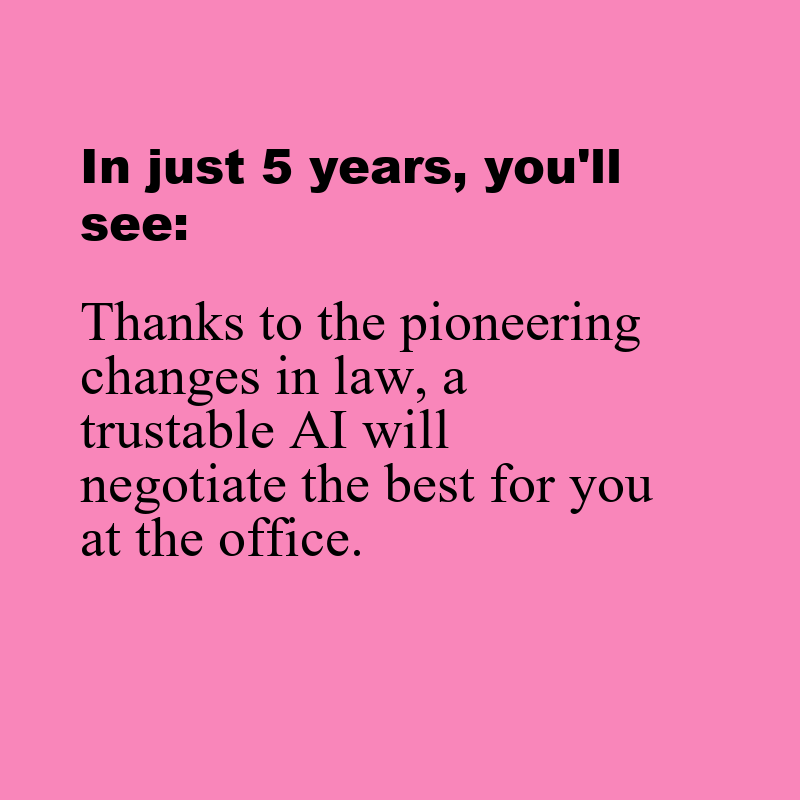 In just 5 years, you'll
see:
Thanks to the pioneering
changes in law, a
trustable AI will
negotiate the best for you
at the office.